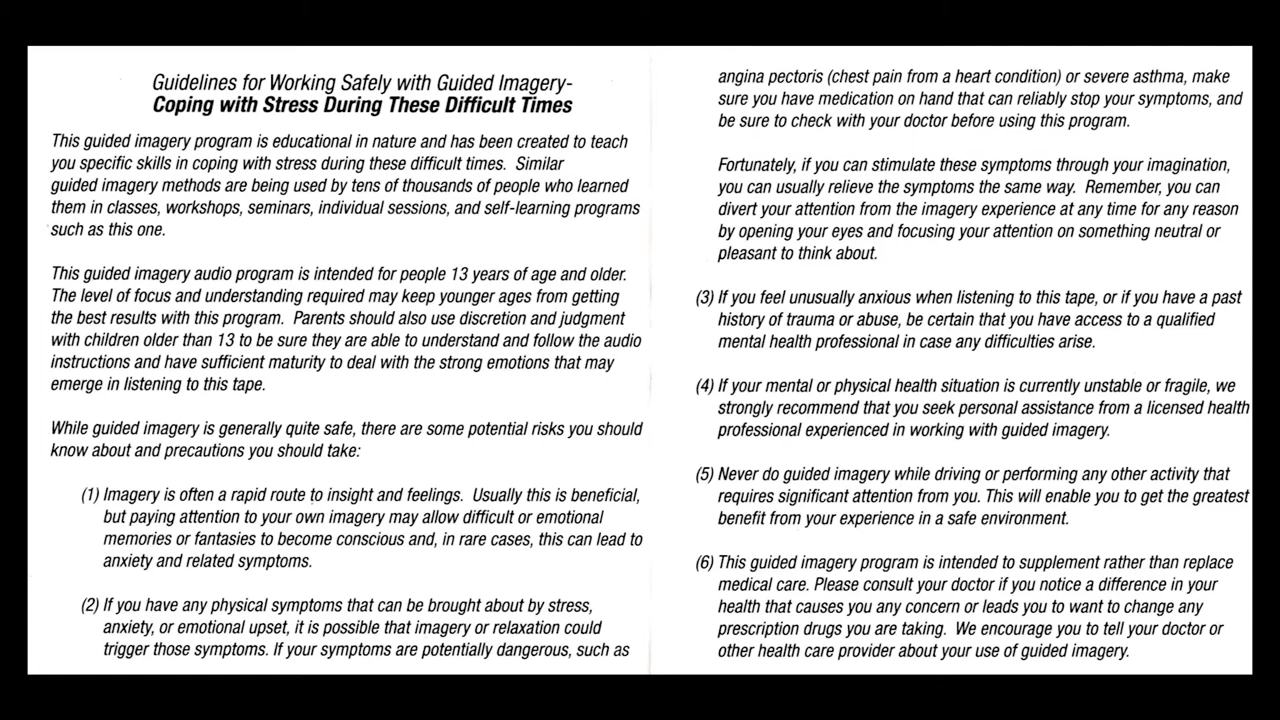 Guidelines for Working Safely with Guided Imagery-
Coping with Stress During These Difficult Times
This guided imagery program is educational in nature and has been created to teach
you specific skills in coping with stress during these difficult times. Similar
guided imagery methods are being used by tens of thousands of people who learned
them in classes, workshops, seminars, individual sessions, and self-learning programs
such as this one.
This guided imagery audio program is intended for people 13 years of age and older.
The level of focus and understanding required may keep younger ages from getting
the best results with this program. Parents should also use discretion and judgment
with children older than 13 to be sure they are able to understand and follow the audio
instructions and have sufficient maturity to deal with the strong emotions that may
emerge in listening to this tape.
While guided imagery is generally quite safe, there are some potential risks you should
know about and precautions you should take:
(1) Imagery is often a rapid route to insight and feelings. Usually this is beneficial,
but paying attention to your own imagery may allow difficult or emotional
memories or fantasies to become conscious and, in rare cases, this can lead to
anxiety and related symptoms.
(2) If you have any physical symptoms that can be brought about by stress,
anxiety, or emotional upset, it is possible that imagery or relaxation could
trigger those symptoms. If your symptoms are potentially dangerous, such as
angina pectoris (chest pain from a heart condition) or severe asthma, make
sure you have medication on hand that can reliably stop your symptoms, and
be sure to check with your doctor before using this program.
Fortunately, if you can stimulate these symptoms through your imagination,
you can usually relieve the symptoms the same way. Remember, you can
divert your attention from the imagery experience at any time for any reason
by opening your eyes and focusing your attention on something neutral or
pleasant to think about.
(3) If you feel unusually anxious when listening to this tape, or if you have a past
history of trauma or abuse, be certain that you have access to a qualified
mental health professional in case any difficulties arise.
(4) If your mental or physical health situation is currently unstable or fragile, we
strongly recommend that you seek personal assistance from a licensed health
professional experienced in working with guided imagery.
(5) Never do guided imagery while driving or performing any other activity that
requires significant attention from you. This will enable you to get the greatest
benefit from your experience in a safe environment.
(6) This guided imagery program is intended to supplement rather than replace
medical care. Please consult your doctor if you notice a difference in your
health that causes you any concern or leads you to want to change any
prescription drugs you are taking. We encourage you to tell your doctor or
other health care provider about your use of guided imagery.